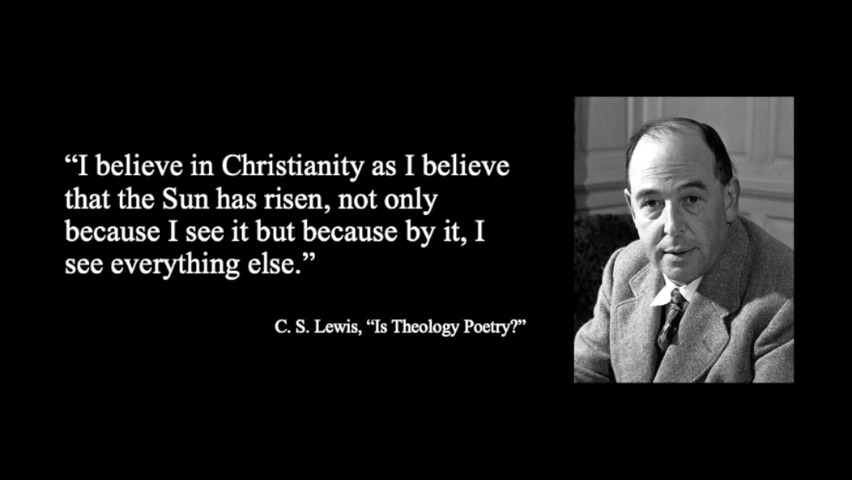 “I believe in Christianity as I believe
that the Sun has risen, not only
because I see it but because by it, I
see everything else.”
C. S. Lewis, “Is Theology Poetry?”